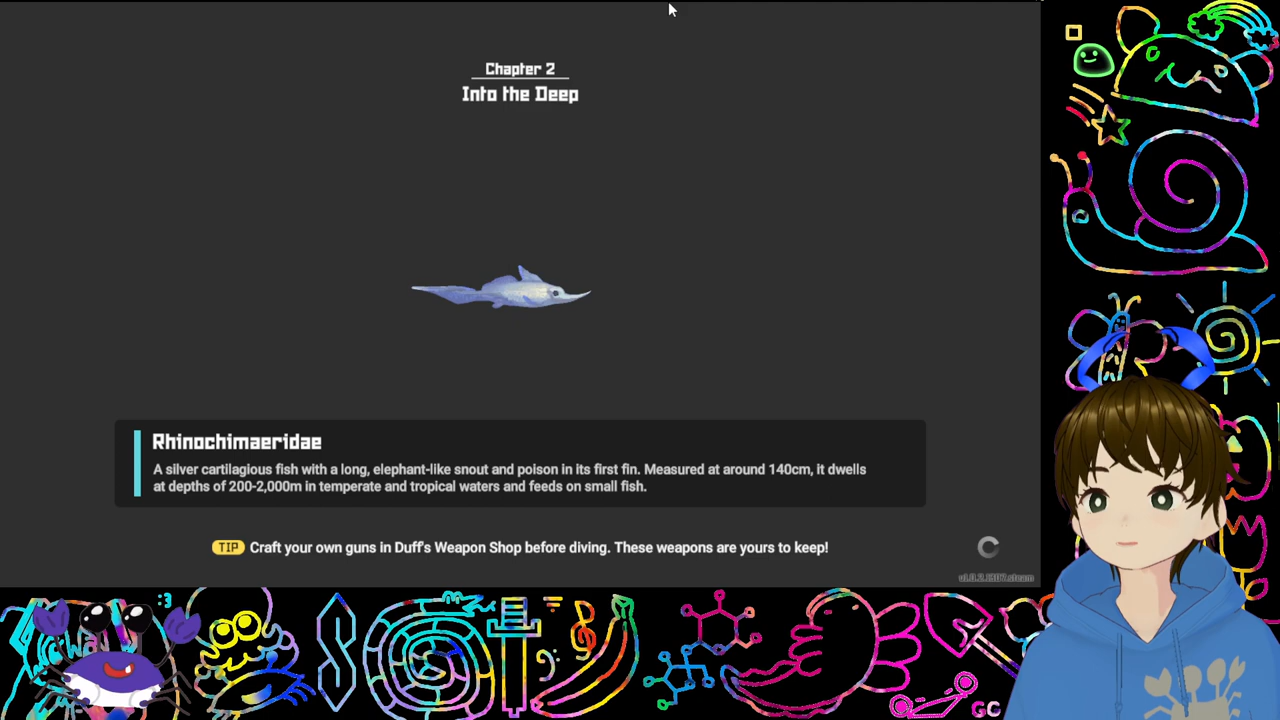 Chapter 2
Into the Deep
Rhinochimaeridae
A silver cartilagious fish with a long, elephant-like snout and poison in its first fin. Measured at around 140cm, it dwells
at depths of 200-2,000m in temperate and tropical waters and feeds on small fish.
TIP Craft your own guns in Duff's Weapon Shop before diving. These weapons are yours to keep!
:3
GC